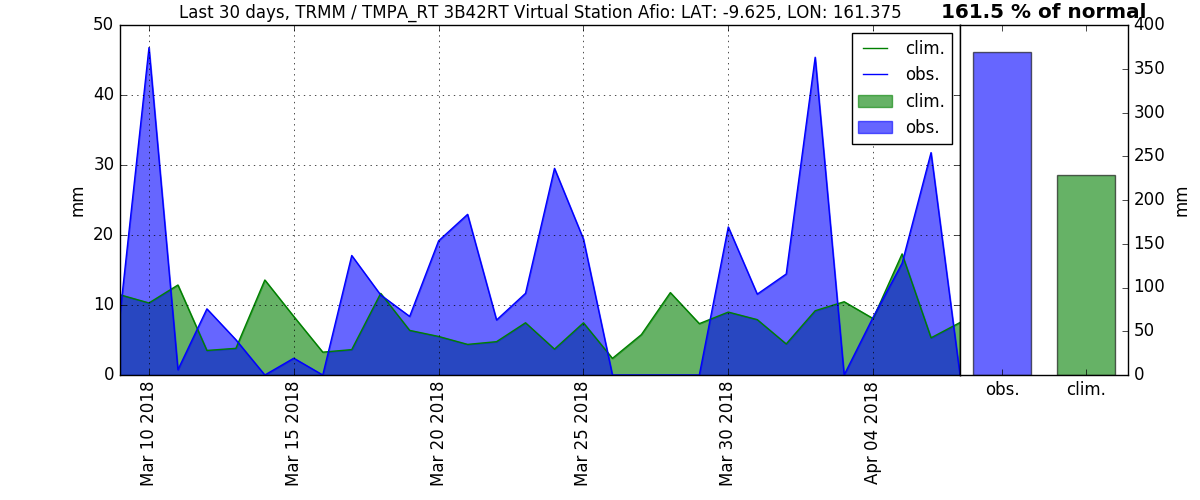 Last 30 days, TRMM / TMPA_RT 3B42RT Virtual Station Afio: LAT: -9.625, LON: 161.375
161.5 % of normal
50
40
30
20
10
0
mm
clim.
obs.
clim.
obs.
Mar 10 2018
Mar 15 2018
Mar 20 2018
Mar 25 2018
Mar 30 2018
Apr 04 2018
400
350
300
250
200
150
100
50
0
mm
obs.
clim.